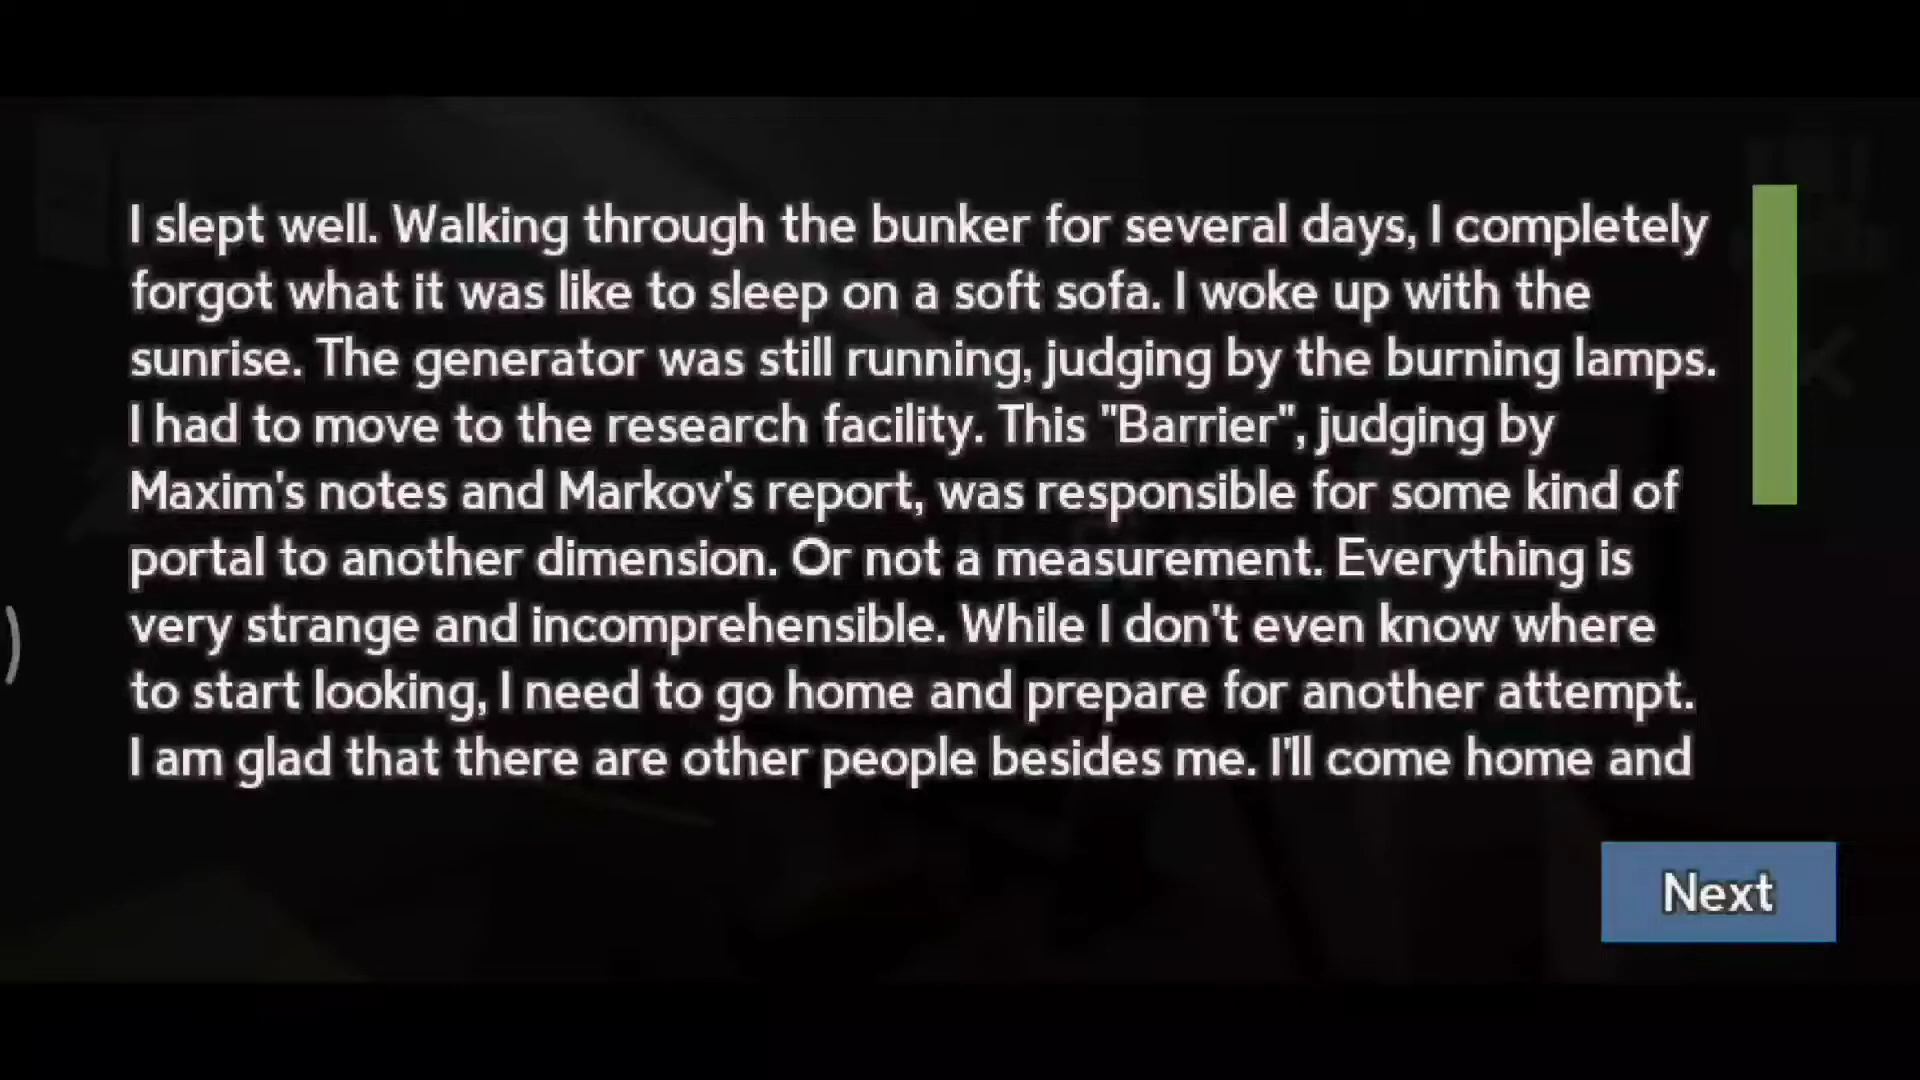 I slept well. Walking through the bunker for several days, I completely
forgot what it was like to sleep on a soft sofa. I woke up with the
sunrise. The generator was still running, judging by the burning lamps.
I had to move to the research facility. This "Barrier", judging by
Maxim's notes and Markov's report, was responsible for some kind of
portal to another dimension. Or not a measurement. Everything is
very strange and incomprehensible. While I don't even know where
to start looking, I need to go home and prepare for another attempt.
I am glad that there are other people besides me. I'll come home and
Next